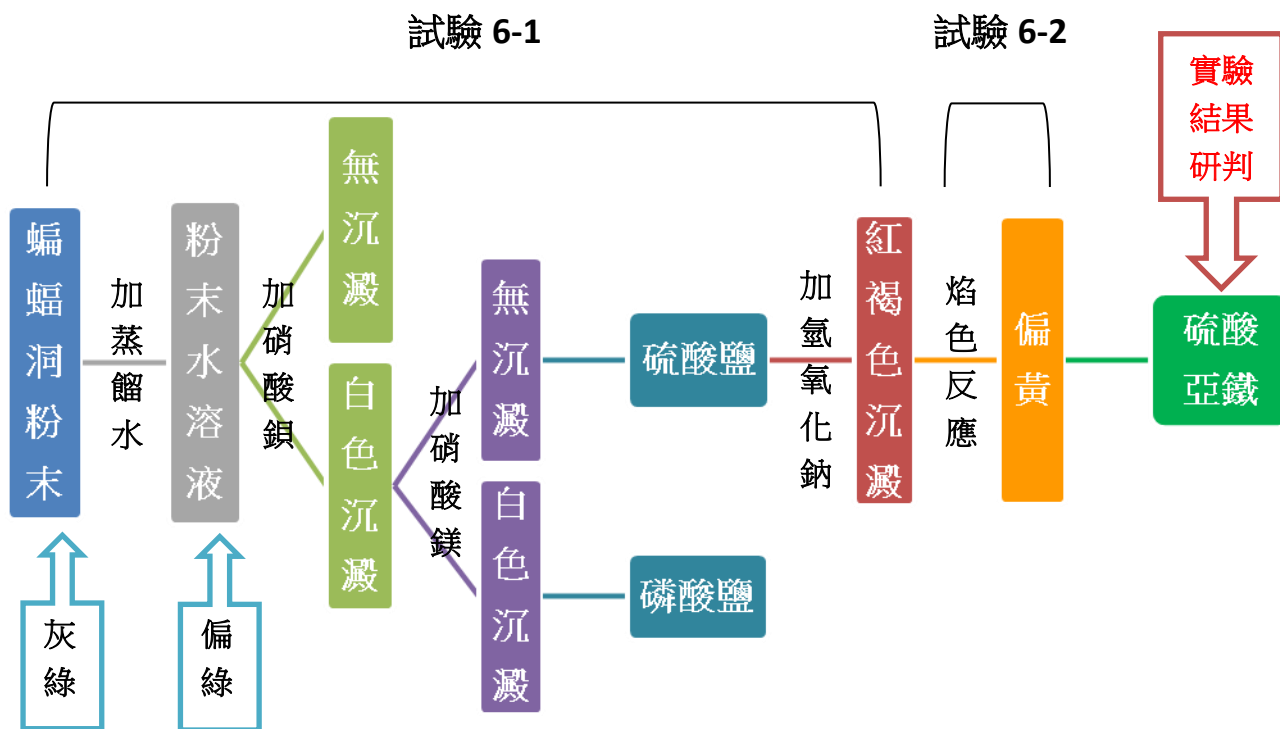 試驗 6-1
試驗 6-2
實驗
結果
研判
蝙蝠洞粉末
加蒸餾水
粉末水溶液
加硝酸鋇
無沉澱
白色沉澱
加硝酸鎂
無沉澱
白色沉澱
硫酸鹽
磷酸鹽
加氫氧化鈉
紅褐色沉澱
焰色反應
偏黃
硫酸
亞鐵
灰綠
偏綠